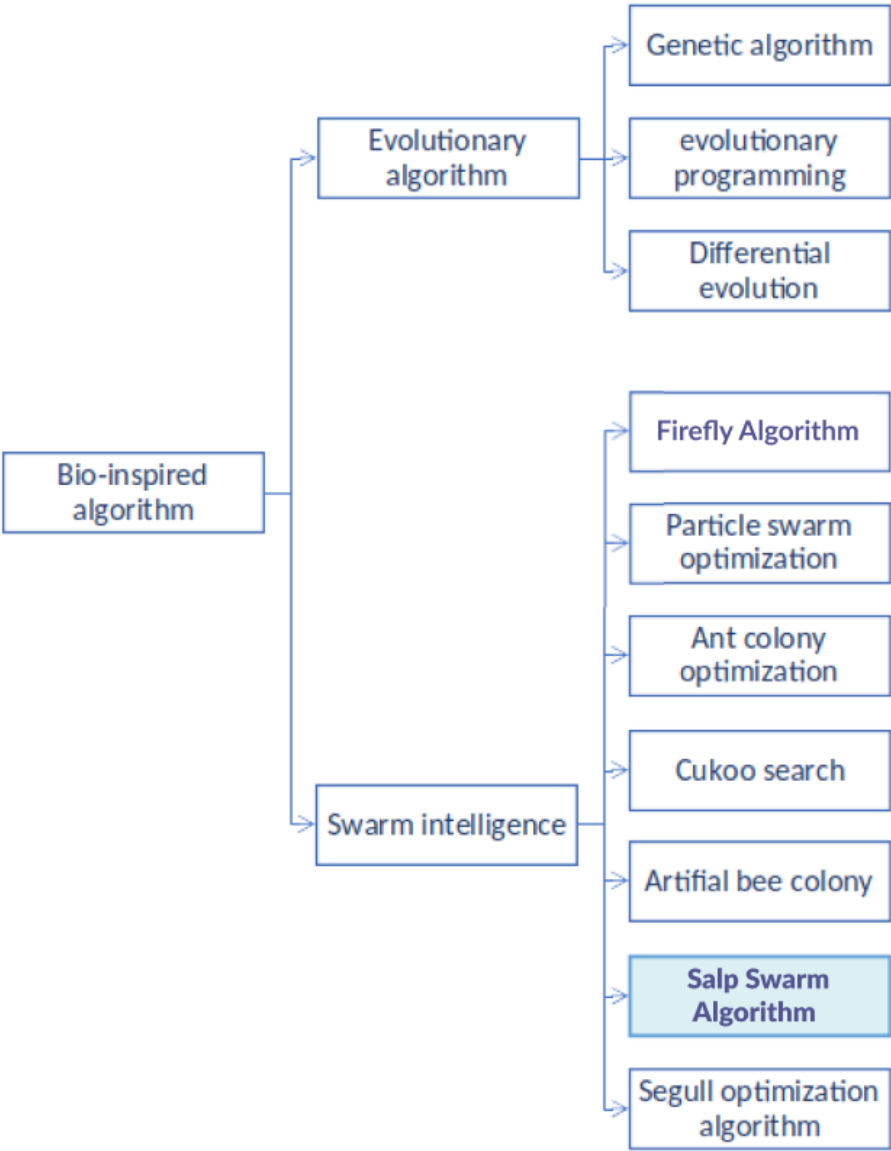 Genetic algorithm
Evolutionary
algorithm
evolutionary
programming
Differential
evolution
Firefly Algorithm
Bio-inspired
algorithm
Particle swarm
optimization
Ant colony
optimization
Cukoo search
Swarm intelligence
Artifial bee colony
Salp Swarm
Algorithm
Segull optimization
algorithm